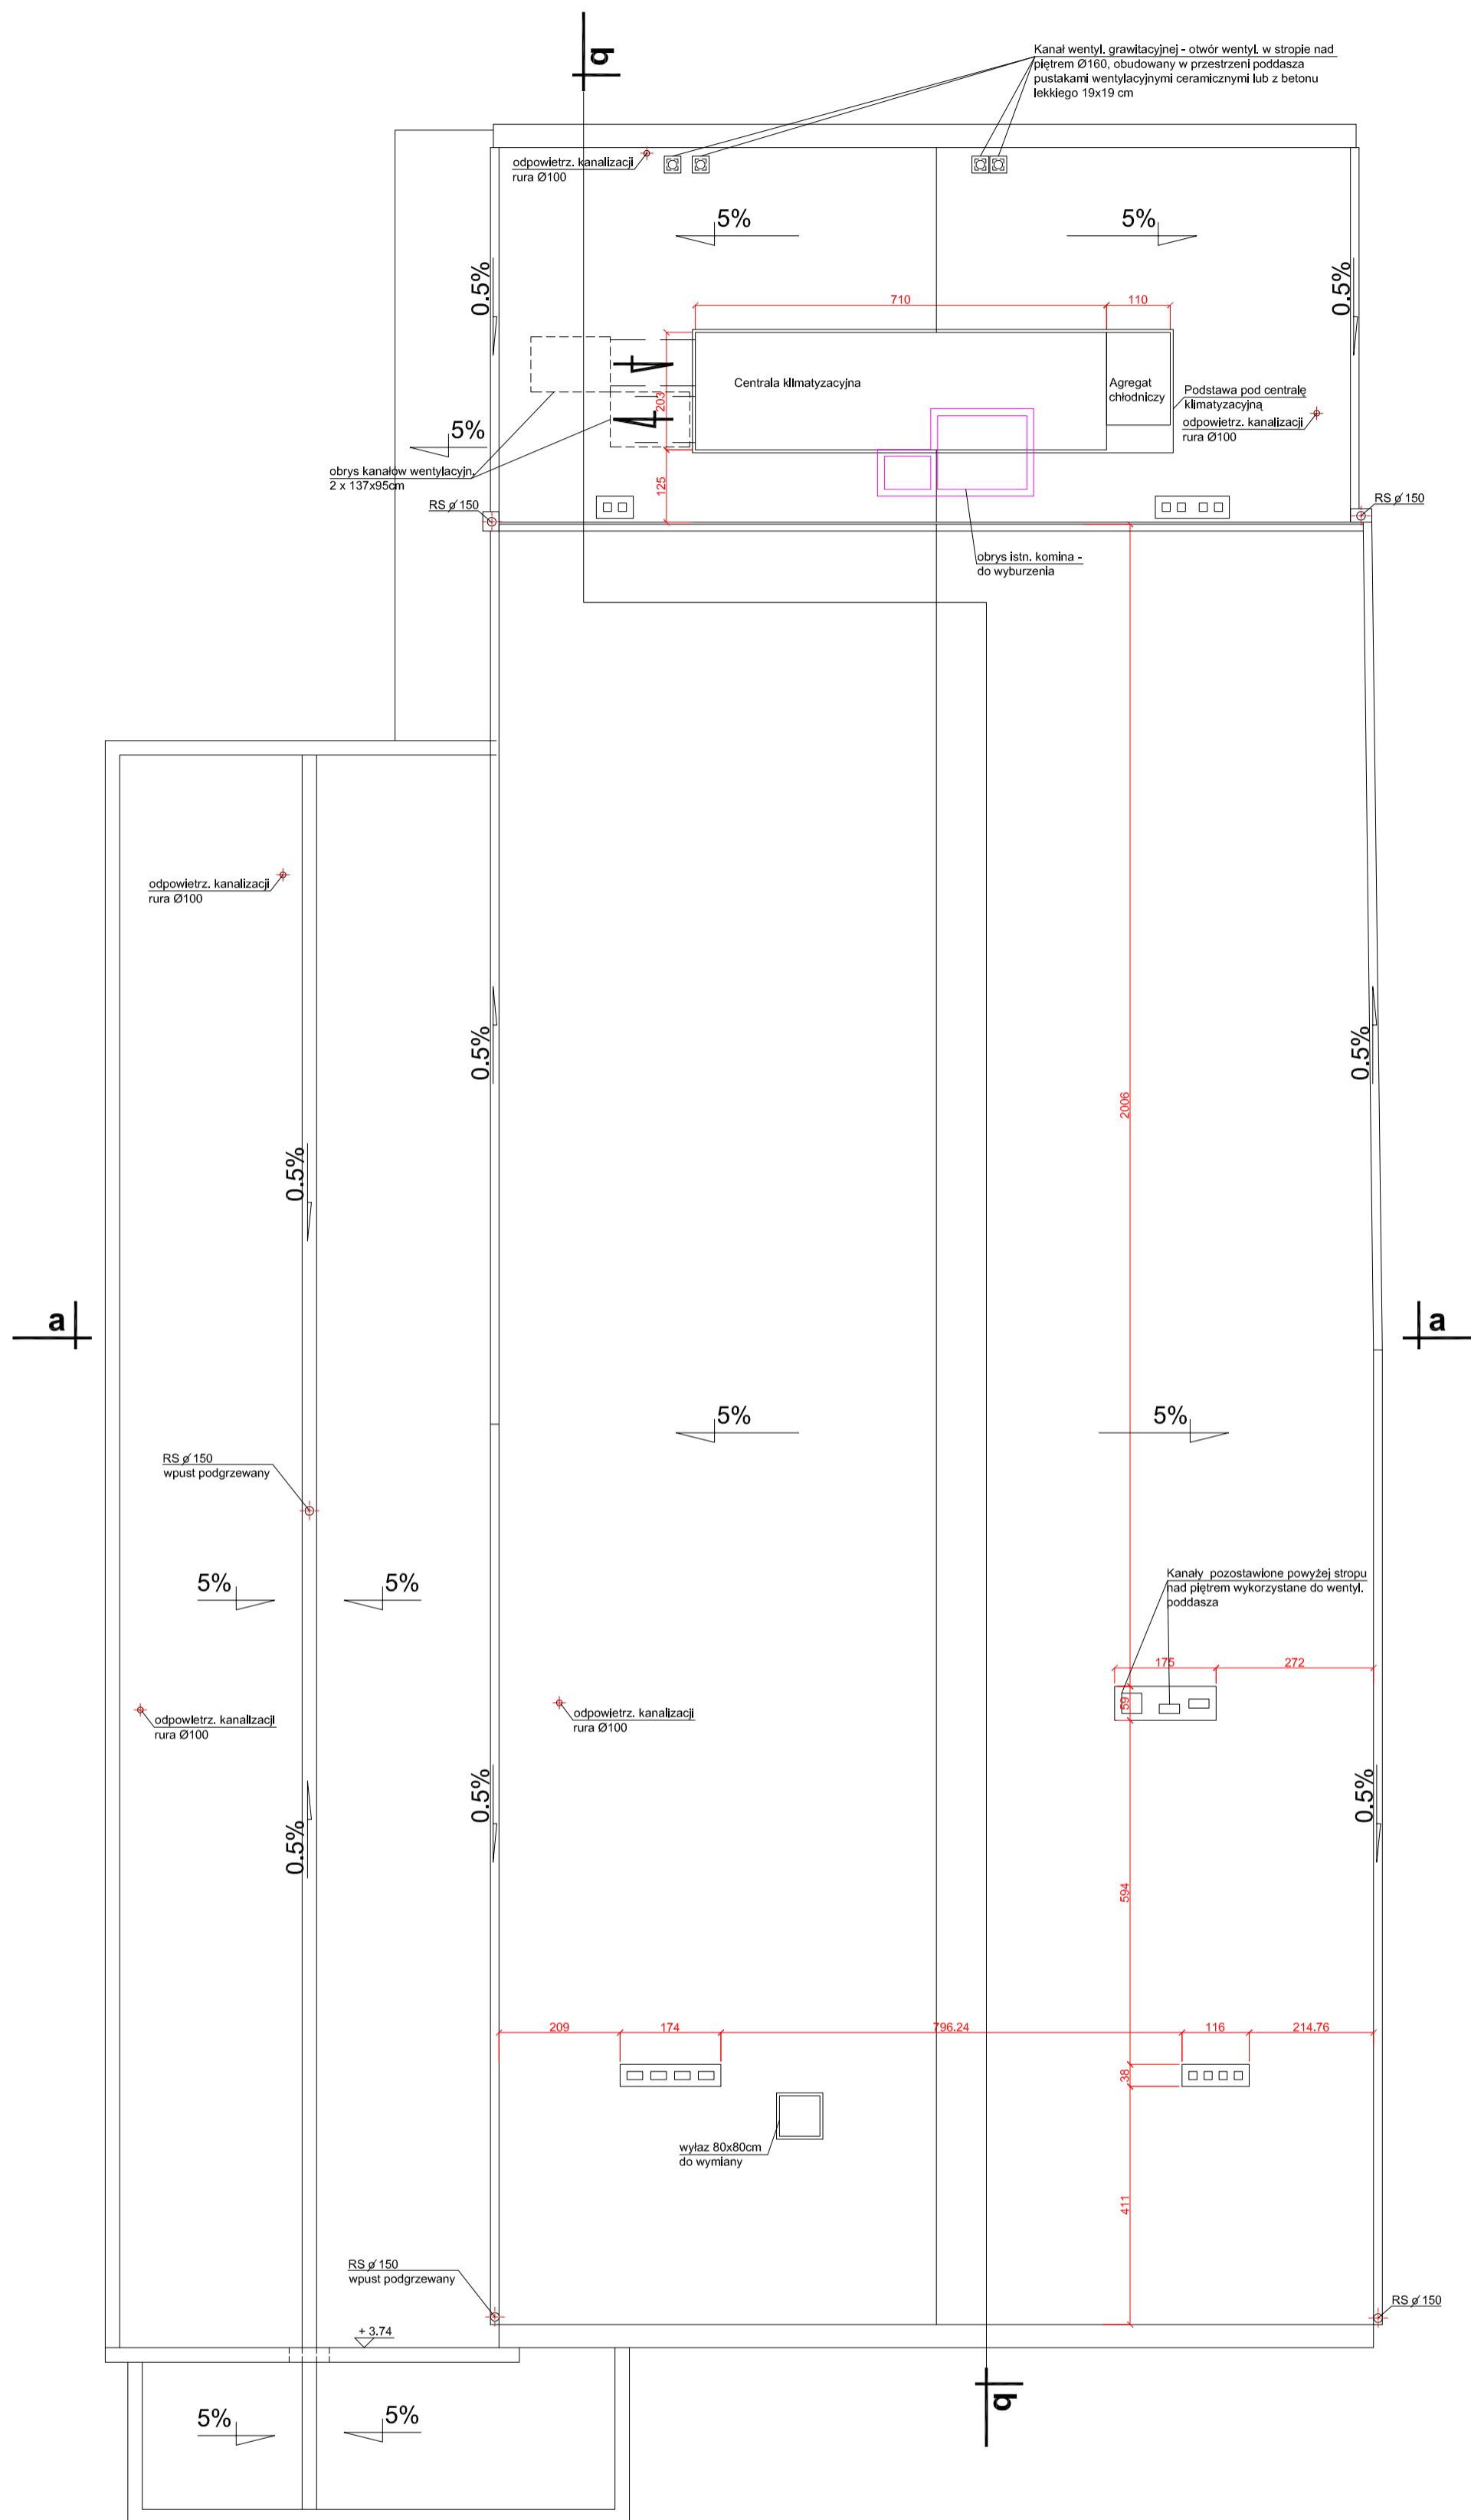 b
Kanał wentyl. grawitacyjnej - otwór wentyl. w stropie nad
piętrem Ø160, obudowany w przestrzeni poddasza
pustakami wentylacyjnymi ceramicznymi lub z betonu
lekkiego 19x19 cm
odpowietrz. kanalizacji
rura Ø100
5%
5%
0.5%
0.5%
710
110
203
125
Centrala klimatyzacyjna
Agregat
chłodniczy
Podstawa pod centralę
klimatyzacyjną
odpowietrz. kanalizacji
rura Ø100
5%
obrys kanałów wentylacyjn.
2 x 137x95cm
RS ø 150
RS ø 150
obrys istn. komina -
do wyburzenia
odpowietrz. kanalizacji
rura Ø100
0.5%
0.5%
2006
0.5%
a
a
5%
5%
RS ø 150
wpust podgrzewany
5%
5%
Kanały pozostawione powyżej stropu
nad piętrem wykorzystane do wentyl.
poddasza
175
272
59
odpowietrz. kanalizacji
rura Ø100
odpowietrz. kanalizacji
rura Ø100
0.5%
0.5%
0.5%
594
209
174
796.24
116
214.76
38
wyłaz 80x80cm
do wymiany
411
RS ø 150
wpust podgrzewany
RS ø 150
+ 3.74
b
5%
5%